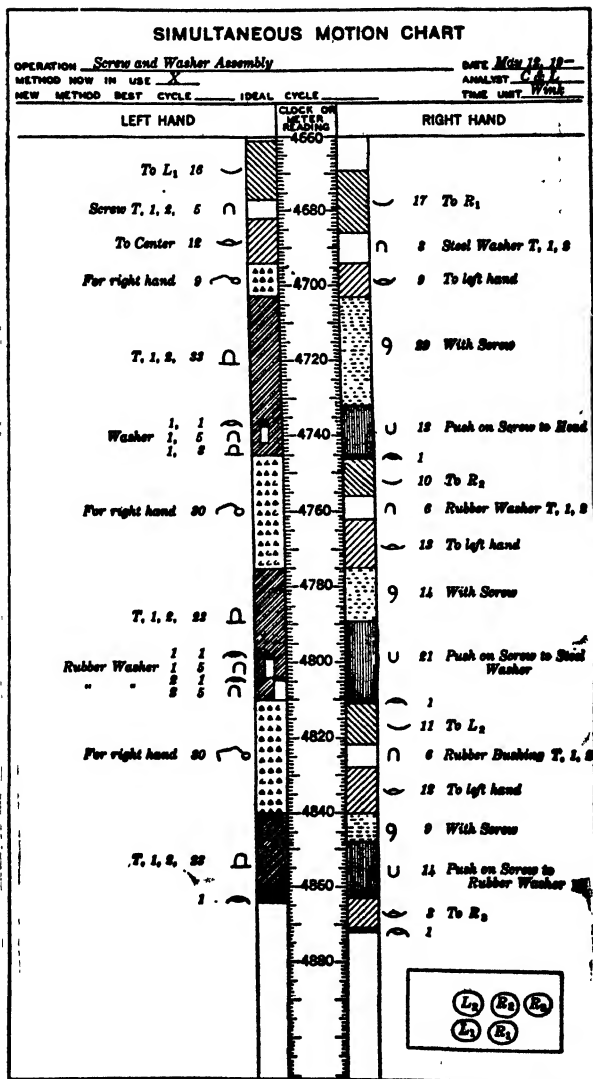 SIMULTANEOUS MOTION CHART
OPERATION Screw and Washer Assembly DATE May 12, 19—
METHOD NOW IN USE X ANALYST C & L
NEW METHOD BEST CYCLE IDEAL CYCLE TIME UNIT Wink
LEFT HAND CLOCK OR METER READING RIGHT HAND
4660
To L1 16
17 To R1
Screw T, 1, 2, 5 4680
To Center 12 8 Steel Washer T, 1, 2
For right hand 9 4700 9 To left hand
T, 1, 2, 33 4720 29 With Screw
1, 1
Washer 1, 5 4740 13 Push on Screw to Head
1, 2
1
10 To R2
For right hand 30 4760 6 Rubber Washer T, 1, 2
13 To left hand
4780 14 With Screw
T, 1, 2, 22
1 1
Rubber Washer 1 5 4800 21 Push on Screw to Steel Washer
" " 2 1
2 5
1
4820 11 To L2
For right hand 30 6 Rubber Bushing T, 1, 2
12 To left hand
4840 9 With Screw
T, 1, 2, 14 Push on Screw to Rubber Washer
1 4860
To R3
1
4880
L2 R2 R3
L1 R1